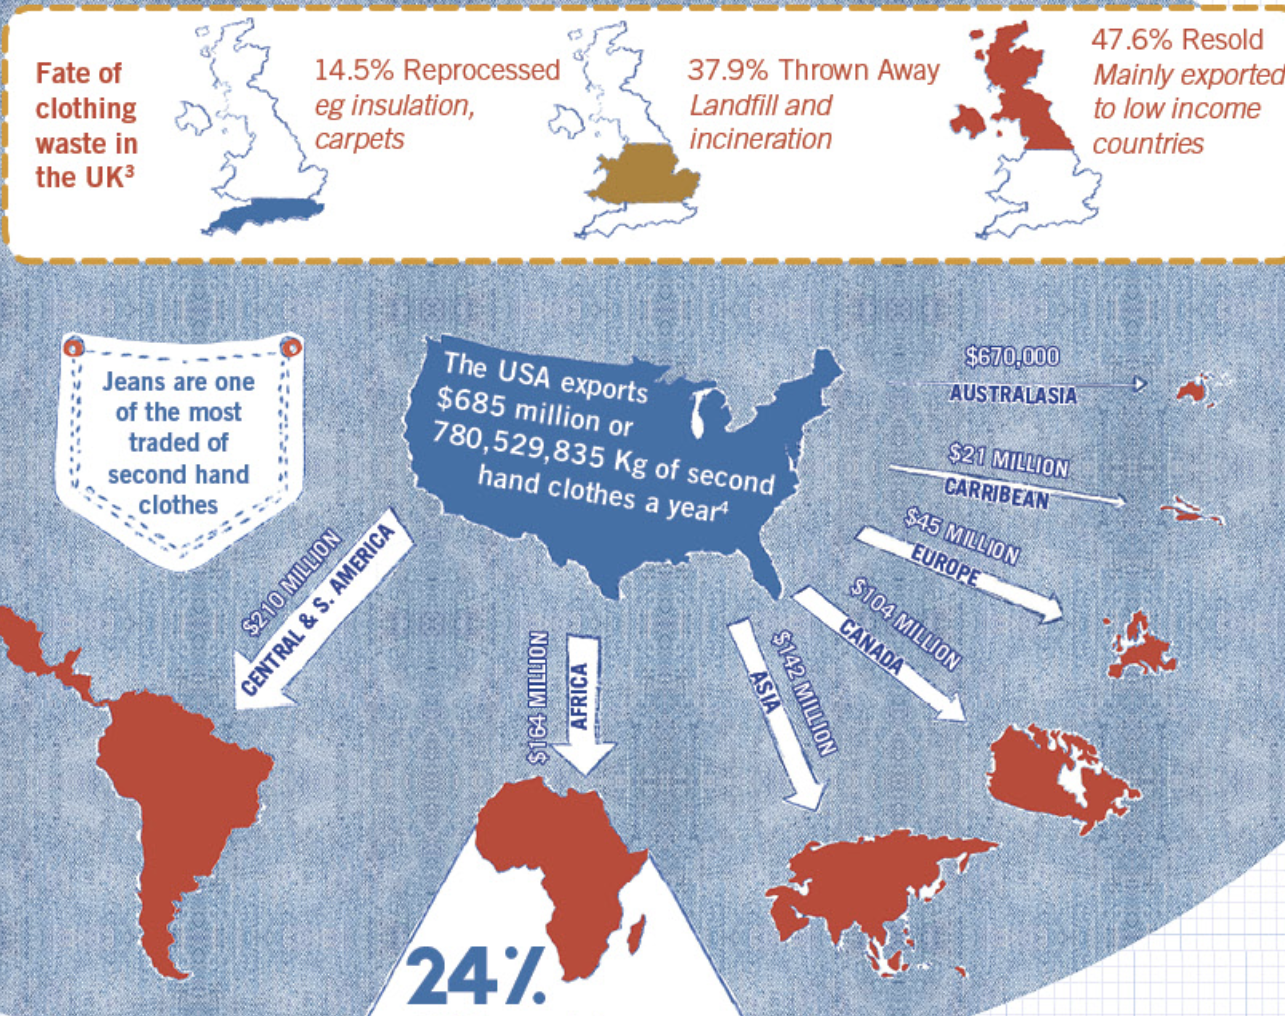 Fate of
clothing
waste in
the UK³
14.5% Reprocessed
eg insulation,
carpets
37.9% Thrown Away
Landfill and
incineration
47.6% Resold
Mainly exported
to low income
countries
Jeans are one
of the most
traded of
second hand
clothes
The USA exports
$685 million or
780,529,835 Kg of second
hand clothes a year⁴
$670,000
AUSTRALASIA
$21 MILLION
CARRIBEAN
$45 MILLION
EUROPE
$104 MILLION
CANADA
$142 MILLION
ASIA
$164 MILLION
AFRICA
$210 MILLION
CENTRAL & S. AMERICA
24%